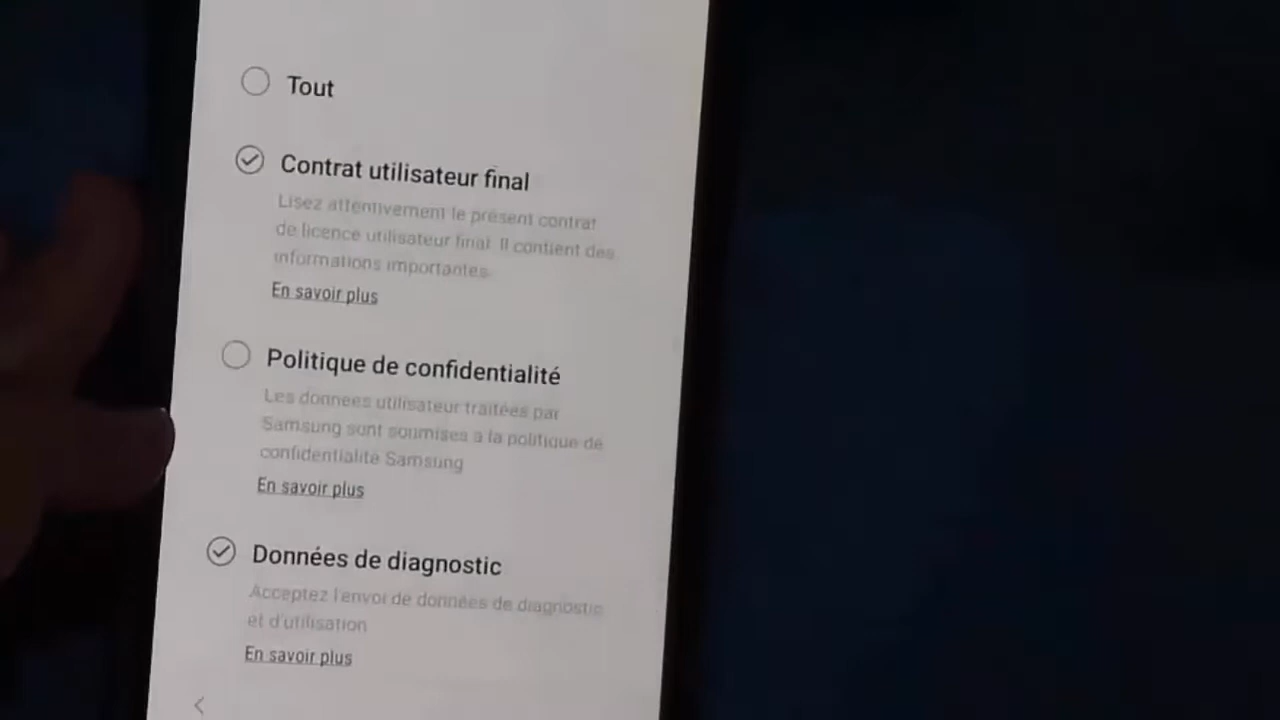 Tout
Contrat utilisateur final
Lisez attentivement le présent contrat
de licence utilisateur final. Il contient des
informations importantes.
En savoir plus
Politique de confidentialité
Les données utilisateur traitées par
Samsung sont soumises à la politique de
confidentialité Samsung
En savoir plus
Données de diagnostic
Acceptez l'envoi de données de diagnostic
et d'utilisation
En savoir plus